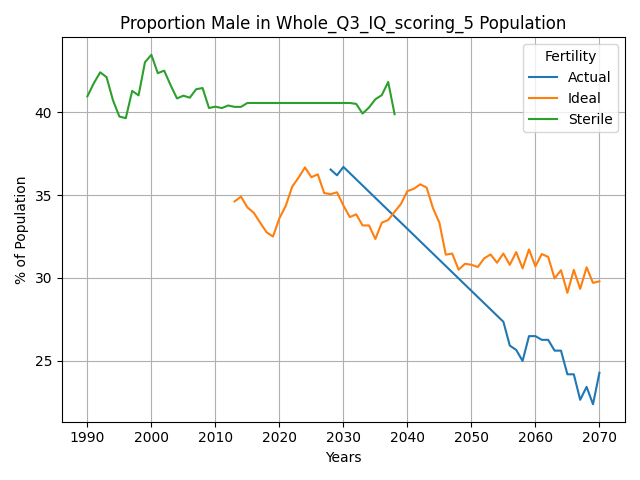 Proportion Male in Whole_Q3_IQ_scoring_5 Population
Fertility
Actual
Ideal
Sterile
% of Population
40
35
30
25
1990 2000 2010 2020 2030 2040 2050 2060 2070
Years